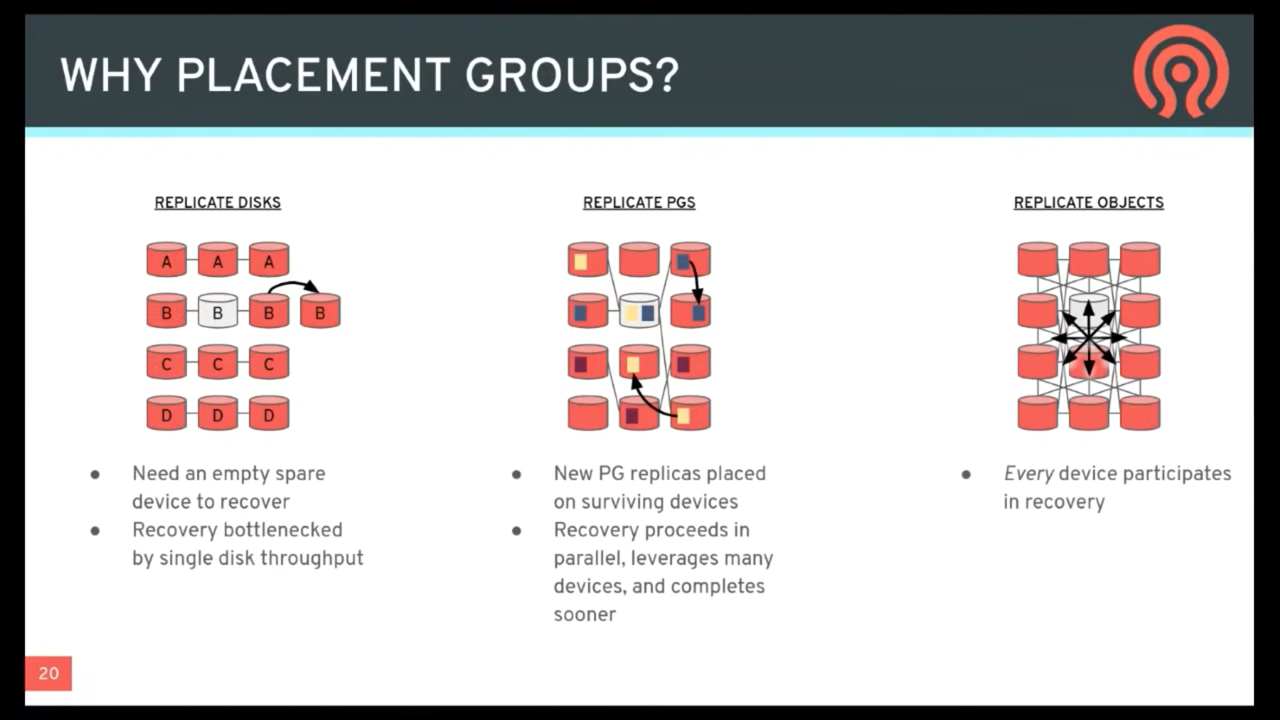 WHY PLACEMENT GROUPS?
REPLICATE DISKS
A A A
B B B B
C C C
D D D
● Need an empty spare
device to recover
● Recovery bottlenecked
by single disk throughput
REPLICATE PGS
● New PG replicas placed
on surviving devices
● Recovery proceeds in
parallel, leverages many
devices, and completes
sooner
REPLICATE OBJECTS
● Every device participates
in recovery
20